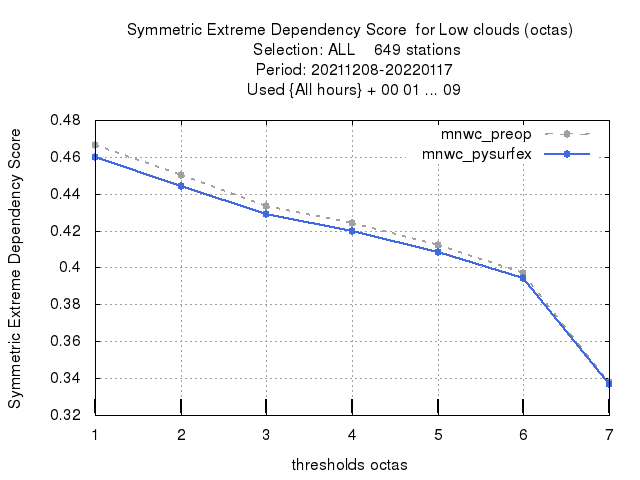 Symmetric Extreme Dependency Score  for Low clouds (octas)
Selection: ALL    649 stations
Period: 20211208-20220117
Used {All hours} + 00 01 ... 09
Symmetric Extreme Dependency Score
0.48
0.46
0.44
0.42
0.4
0.38
0.36
0.34
0.32
mnwc_preop
mnwc_pysurfex
1 2 3 4 5 6 7
thresholds octas